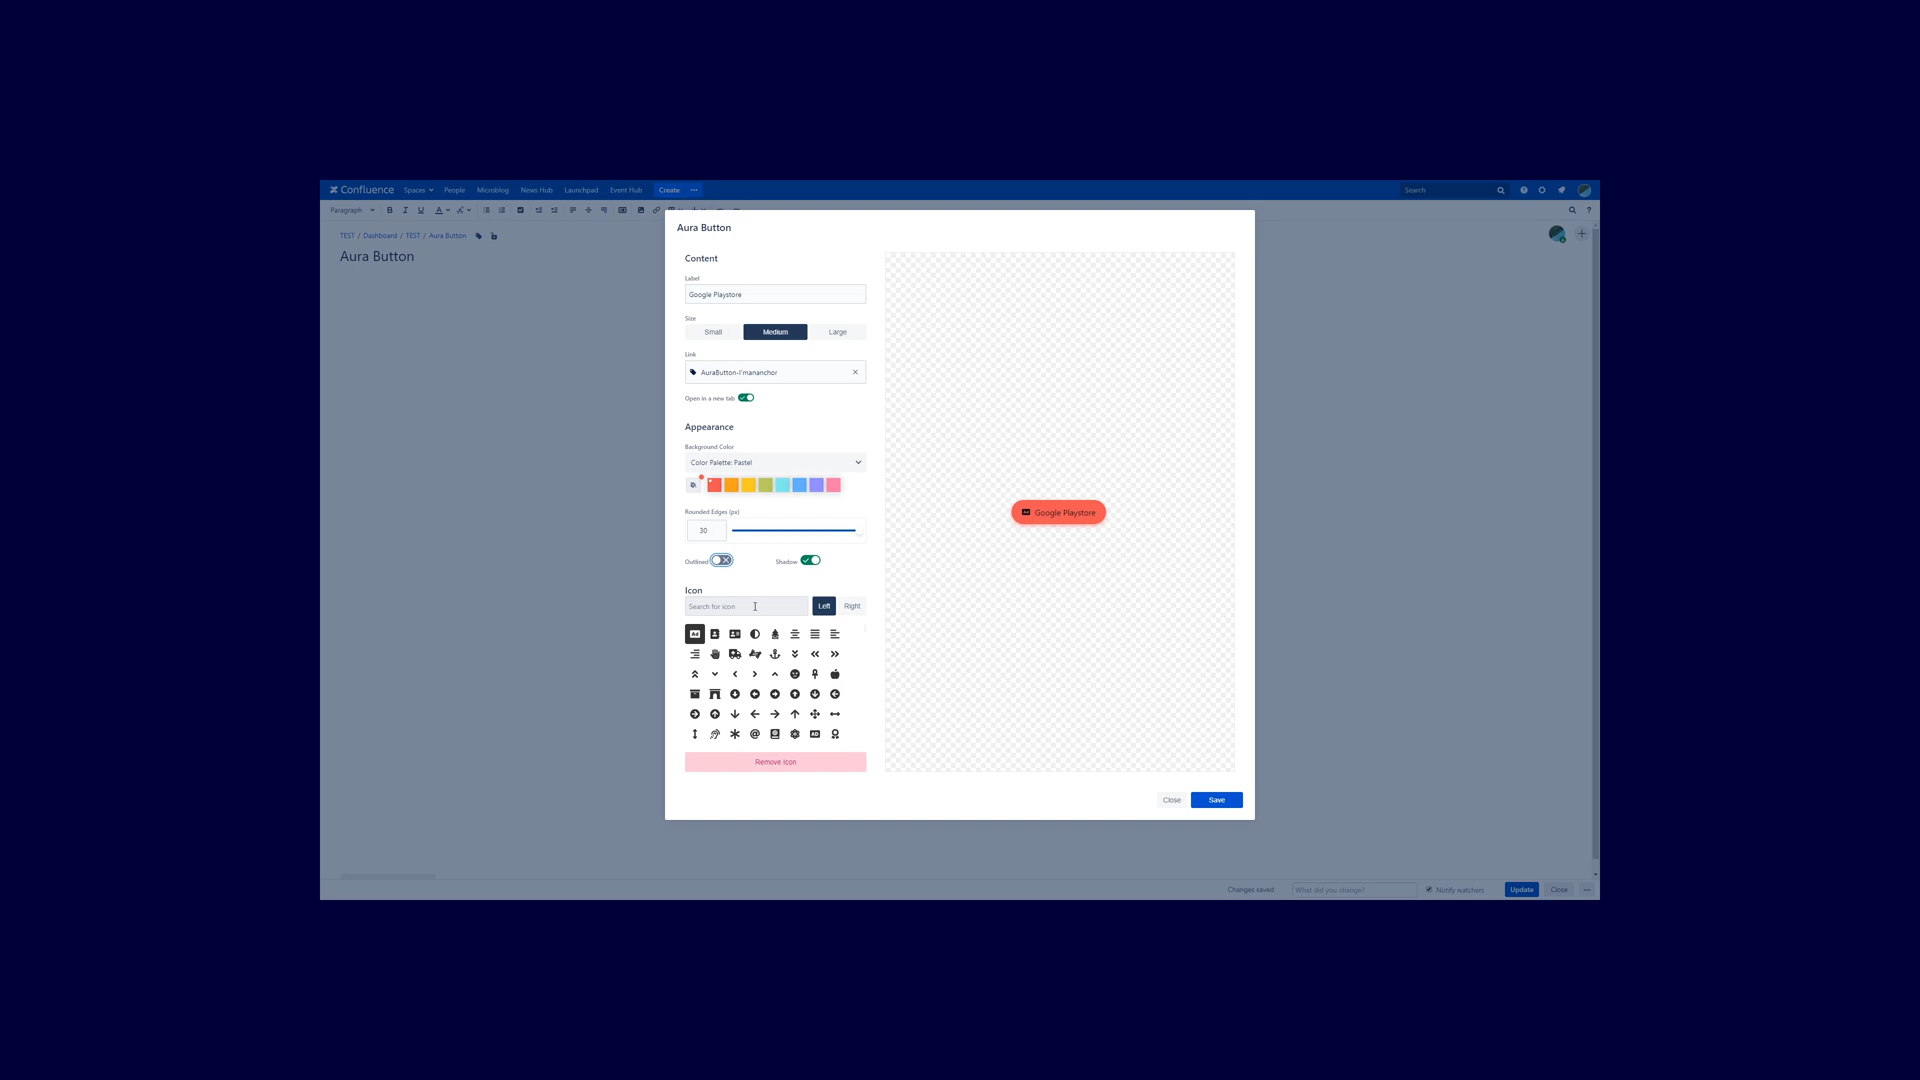 Confluence Spaces People Microblog News Hub Launchpad Event Hub Create Search
Paragraph B I U A
TEST / Dashboard / TEST / Aura Button
Aura Button
Aura Button
Content
Label
Google Playstore
Size
Small Medium Large
Link
AuraButton-I'mananchor
Open in a new tab
Appearance
Background Color
Color Palette: Pastel
Rounded Edges (px)
30
Outlined Shadow
Icon
Search for icon Left Right
Remove Icon
Google Playstore
Close Save
Changes saved What did you change? Notify watchers Update Close